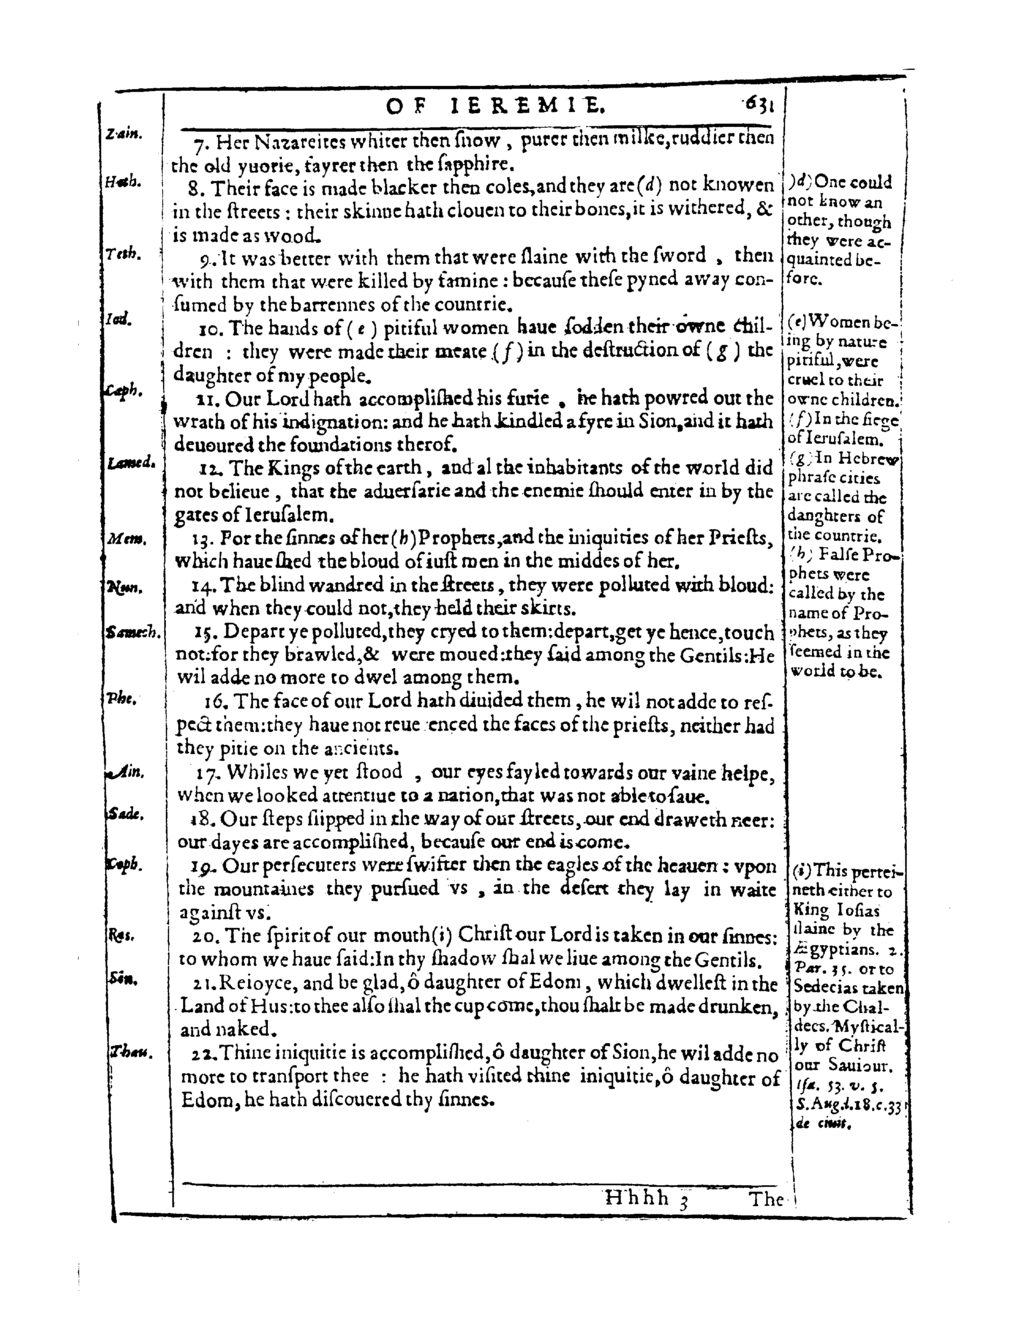 OF IEREMIE. 631
Zain.
7. Her Nazareites whiter then ſnow, purer then milke, ruddier then
the old yuorie, fayrer then the ſapphire.
Heth.
8. Their face is made blacker then coles, and they are (d) not knowen
in the ſtreets : their skinne hath clouen to their bones, it is withered, &
is made as wood.
Teth.
9. It was better with them that were ſlaine with the ſword , then
with them that were killed by famine : becauſe theſe pyned away con-
ſumed by the barrennes of the countrie.
Iod.
10. The hands of ( e ) pitiful women haue ſodden their owne chil-
dren : they were made their meate ( f ) in the deſtruction of ( g ) the
daughter of my people.
Caph.
11. Our Lord hath accompliſhed his furie , he hath powred out the
wrath of his indignation: and he hath kindled a fyre in Sion, and it hath
deuoured the foundations therof.
Lamed.
12. The Kings of the earth , and al the inhabitants of the world did
not belieue , that the aduerſarie and the enemie ſhould enter in by the
gates of Ieruſalem.
Mem.
13. For the ſinnes of her (h) Prophets, and the iniquities of her Prieſts,
which haue ſhed the bloud of iuſt men in the middes of her.
Nun.
14. The blind wandred in the ſtreets , they were polluted with bloud:
and when they could not, they held their skirts.
Samech.
15. Depart ye polluted, they cryed to them: depart, get ye hence, touch
not: for they brawled, & were moued: they ſaid among the Gentils: He
wil adde no more to dwel among them.
Phe.
16. The face of our Lord hath diuided them , he wil not adde to reſ-
pect them: they haue not reue enced the faces of the prieſts, neither had
they pitie on the ancients.
Ain.
17. Whiles we yet ſtood , our eyes fayled towards our vaine helpe,
when we looked attentiue to a nation, that was not able to ſaue.
Sade.
18. Our ſteps ſlipped in the way of our ſtreets, our end draweth neer:
our dayes are accompliſhed, becauſe our end is come.
Coph.
19. Our perſecuters were ſwifter then the eagles of the heauen : vpon
the mountaines they purſued vs , in the deſert they lay in waite
againſt vs.
Res.
20. The ſpirit of our mouth (i) Chriſt our Lord is taken in our ſinnes:
to whom we haue ſaid: In thy ſhadow ſhal we liue among the Gentils.
Sin.
21. Reioyce, and be glad, ô daughter of Edom , which dwelleſt in the
Land of Hus: to thee alſo ſhal the cup come, thou ſhalt be made drunken,
and naked.
Thau.
22. Thine iniquitie is accompliſhed, ô daughter of Sion, he wil adde no
more to tranſport thee : he hath viſited thine iniquitie, ô daughter of
Edom, he hath diſcouered thy ſinnes.
(d) One could
not know an
other, though
they were ac-
quainted be-
fore.
(e) Women be-
ing by nature
pitiful, were
cruel to their
owne children.
(f) In the ſiege
of Ieruſalem.
(g) In Hebrew
phraſe cities
are called the
danghters of
the countrie.
(h) Falſe Pro-
phets were
called by the
name of Pro-
phets, as they
ſeemed in the
world to be.
(i) This pertei-
neth either to
King Ioſias
ſlaine by the
Ægyptians. 2.
Par. 35. or to
Sedecias taken
by the Chal-
dees. Myſtical-
ly of Chriſt
our Sauiour.
Iſa. 53. v. 5.
S. Aug. l. 18. c. 33
de ciuit.
Hhhh 3 The